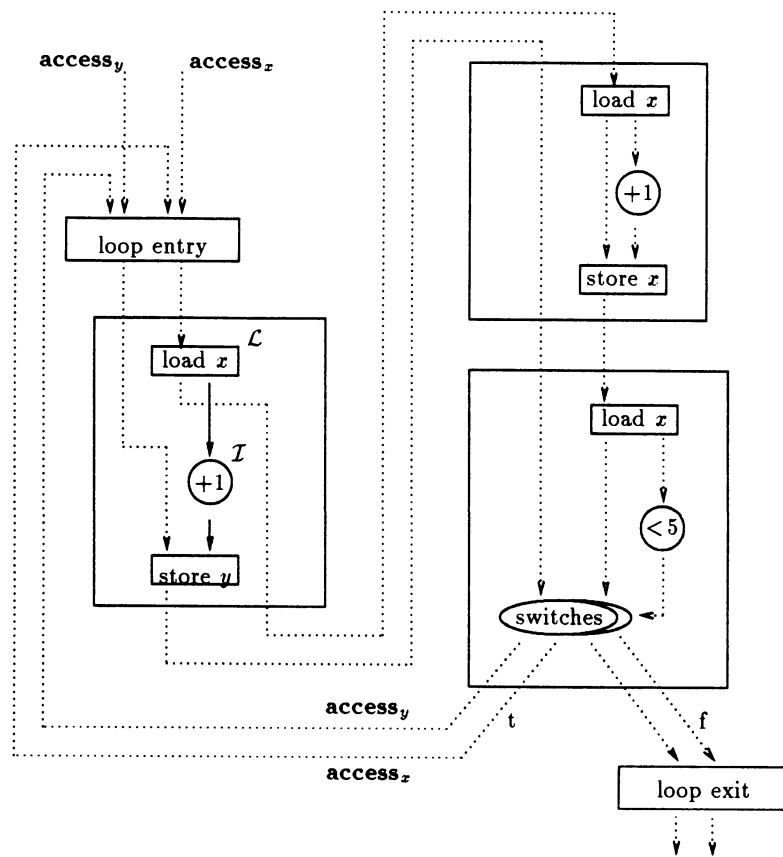 access_y
access_x
loop entry
load x
ℒ
ℐ
+1
store y
load x
+1
store x
load x
< 5
switches
access_y
t
f
access_x
loop exit